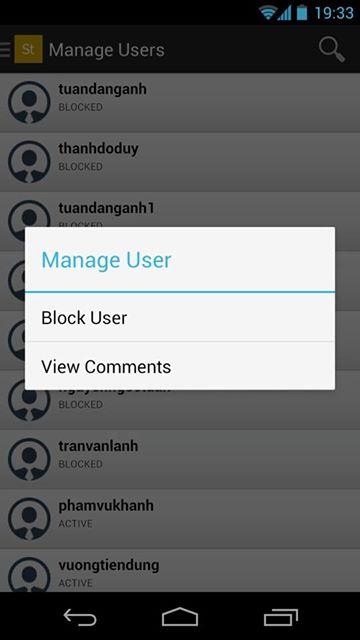 19:33
St Manage Users
tuandanganh
BLOCKED
thanhdoduy
BLOCKED
tuandanganh1
BLOCKED
Manage User
Block User
View Comments
tranvanlanh
BLOCKED
phamvukhanh
ACTIVE
vuongtiendung
ACTIVE